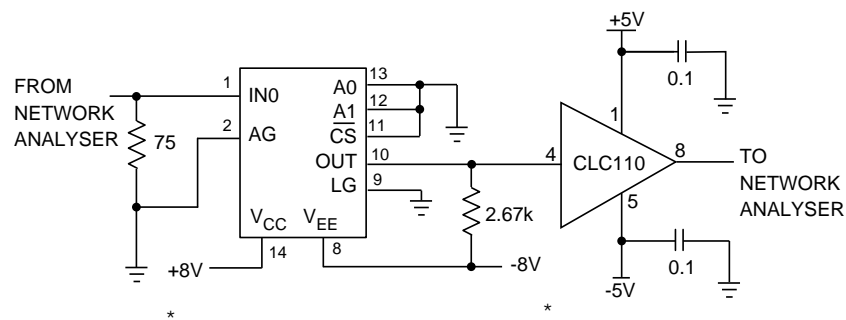 +5V
0.1
FROM
NETWORK
ANALYSER
75
1
IN0
2
AG
13
A0
12
A1
11
CS
10
OUT
9
LG
VCC
VEE
14
8
+8V
-8V
2.67k
4
1
CLC110
8
5
TO
NETWORK
ANALYSER
0.1
-5V
*
*